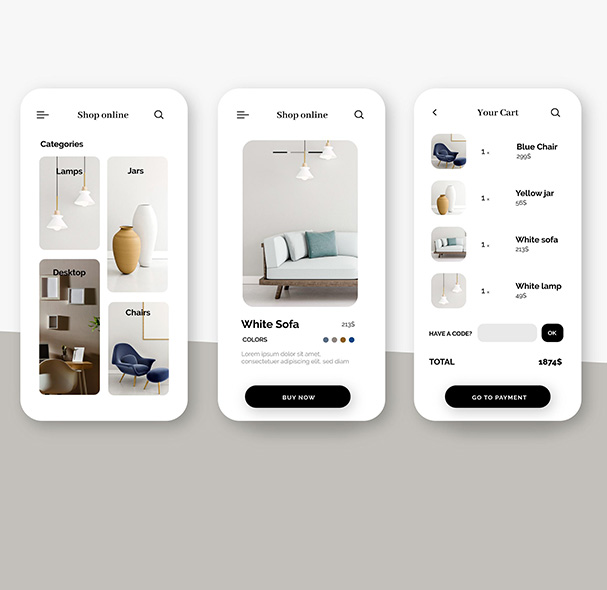 Shop online
Categories
Lamps
Jars
Desktop
Chairs
Shop online
White Sofa
213$
COLORS
Lorem ipsum dolor sit amet,
consectetuer adipiscing elit, sed diam
BUY NOW
Your Cart
1
Blue Chair
299$
1
Yellow jar
56$
1
White sofa
213$
1
White lamp
49$
HAVE A CODE?
OK
TOTAL
1874$
GO TO PAYMENT